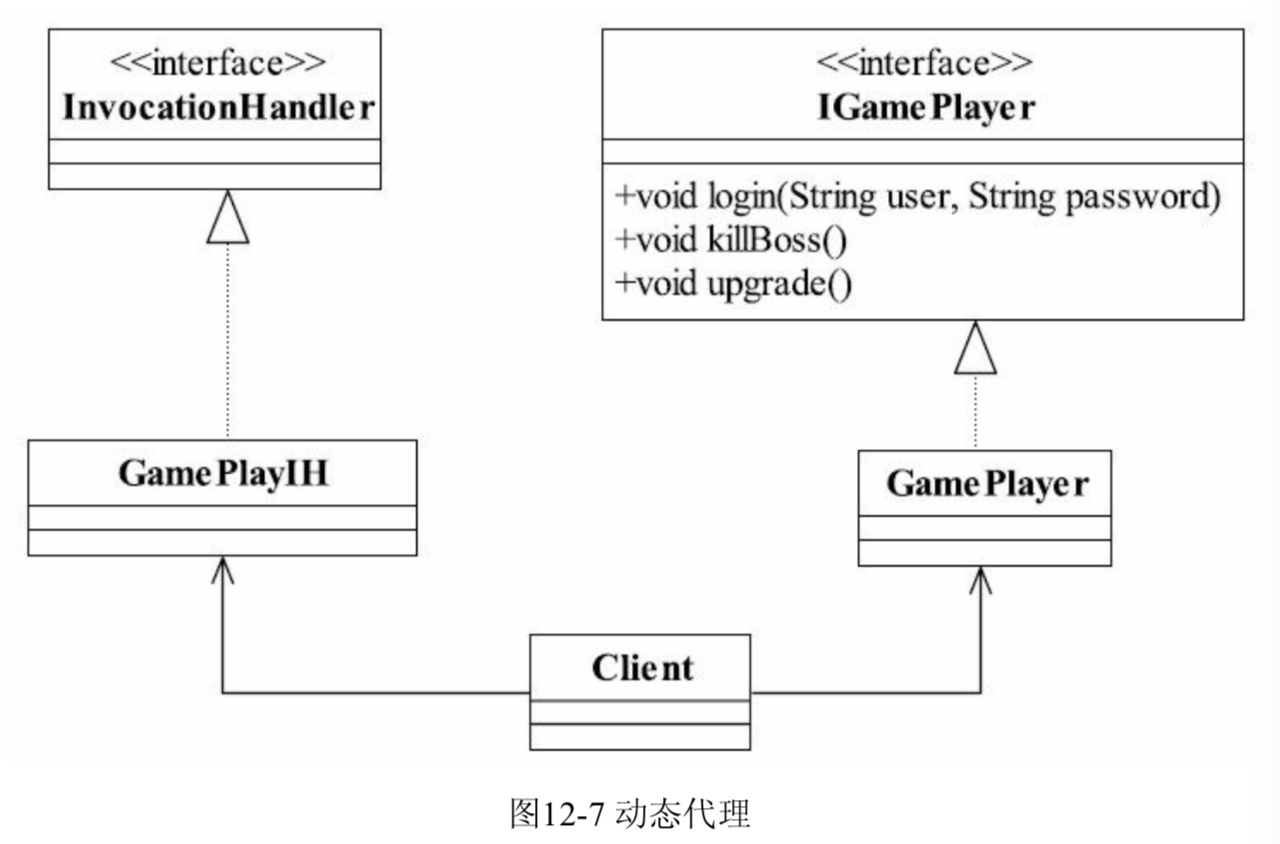 <<interface>>
InvocationHandler
<<interface>>
IGamePlayer
+void login(String user, String password)
+void killBoss()
+void upgrade()
GamePlayIH
GamePlayer
Client
图12-7 动态代理